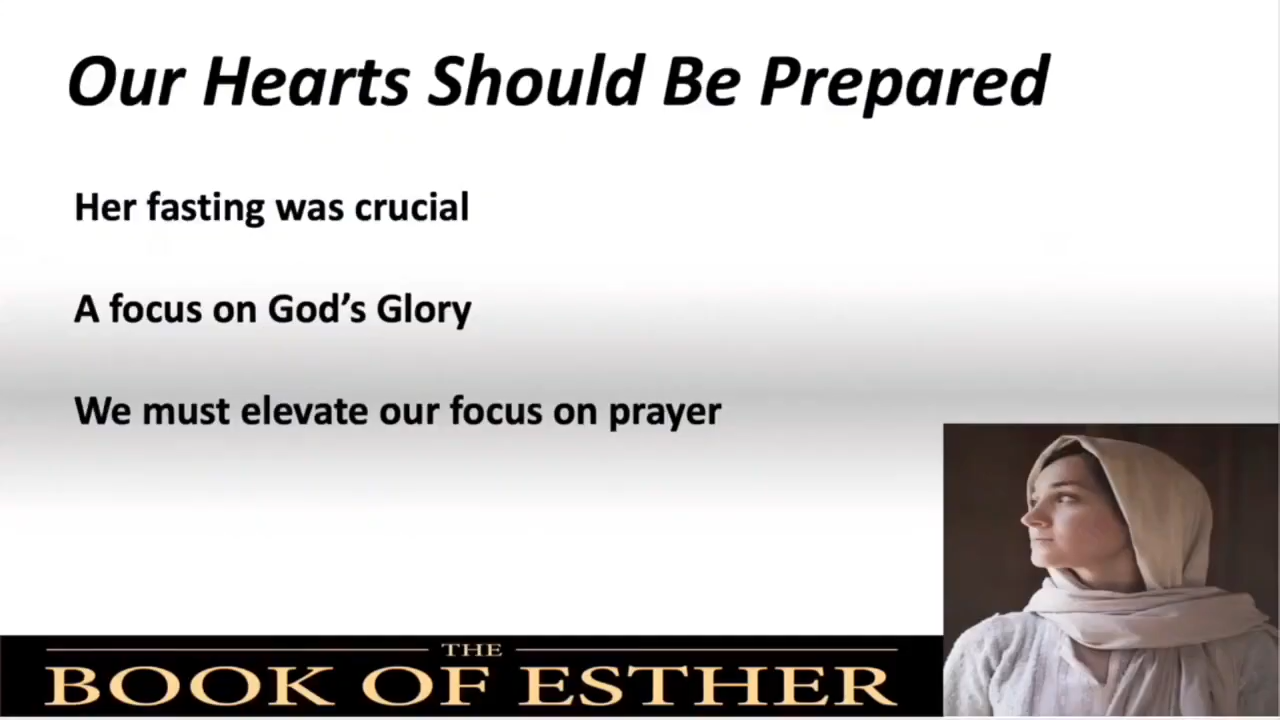 Our Hearts Should Be Prepared
Her fasting was crucial
A focus on God’s Glory
We must elevate our focus on prayer
THE
BOOK OF ESTHER